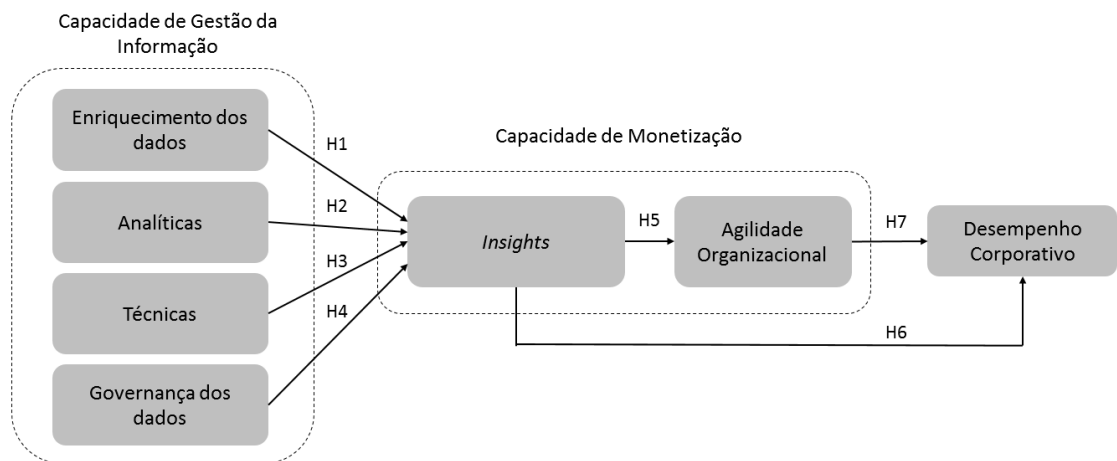 Capacidade de Gestão da
Informação
Enriquecimento dos
dados
Analíticas
Técnicas
Governança dos
dados
H1
H2
H3
H4
Capacidade de Monetização
Insights
H5
Agilidade
Organizacional
H7
Desempenho
Corporativo
H6